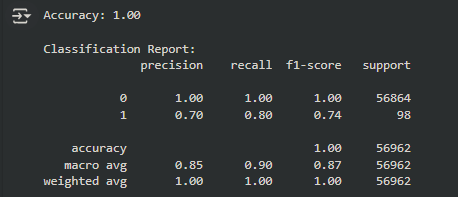 Accuracy: 1.00
Classification Report:
precision recall f1-score support
0 1.00 1.00 1.00 56864
1 0.70 0.80 0.74 98
accuracy 1.00 56962
macro avg 0.85 0.90 0.87 56962
weighted avg 1.00 1.00 1.00 56962